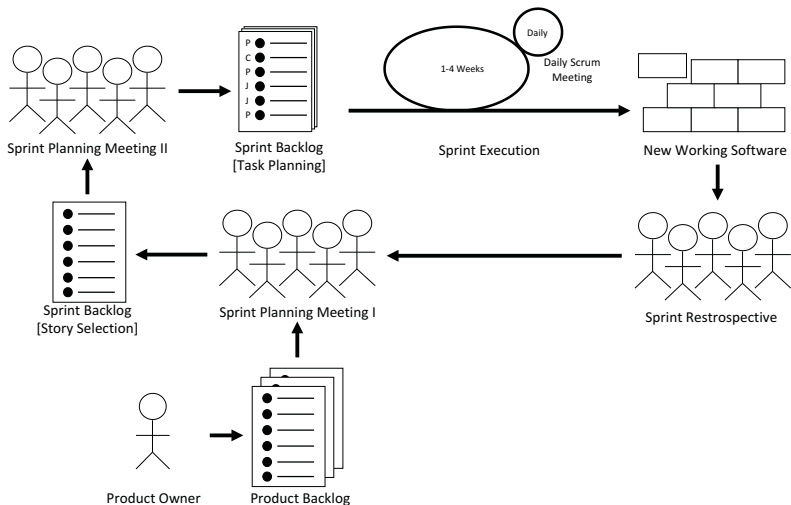 P
C
P
J
J
P
Daily
1-4 Weeks
Daily Scrum
Meeting
Sprint Planning Meeting II
Sprint Backlog
[Task Planning]
Sprint Execution
New Working Software
Sprint Backlog
[Story Selection]
Sprint Planning Meeting I
Sprint Restrospective
Product Owner
Product Backlog